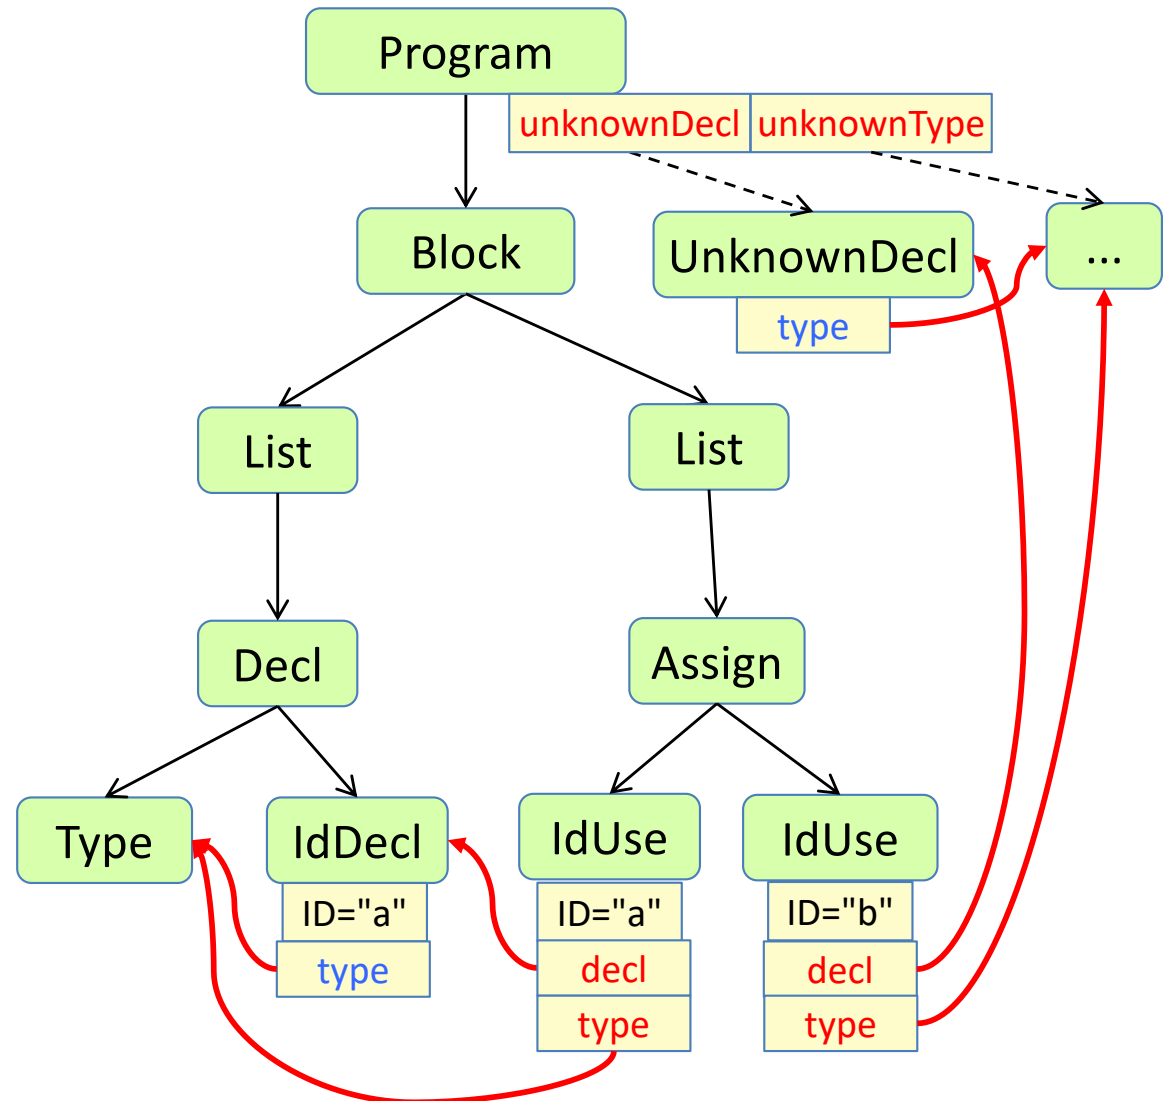 Program
unknownDecl unknownType
Block
UnknownDecl
...
type
List
List
Decl
Assign
Type
IdDecl
IdUse
IdUse
ID="a"
ID="a"
ID="b"
type
decl
decl
type
type